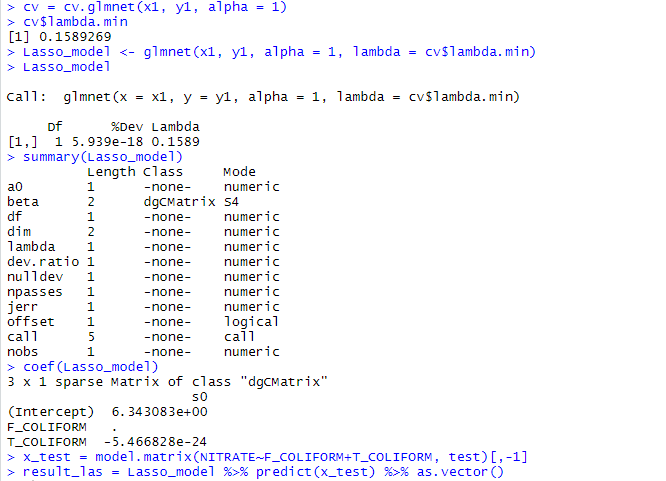 > cv = cv.glmnet(x1, y1, alpha = 1)
> cv$lambda.min
[1] 0.1589269
> Lasso_model <- glmnet(x1, y1, alpha = 1, lambda = cv$lambda.min)
> Lasso_model
Call:  glmnet(x = x1, y = y1, alpha = 1, lambda = cv$lambda.min)
     Df      %Dev Lambda
[1,]  1 5.939e-18 0.1589
> summary(Lasso_model)
          Length Class     Mode
a0        1      -none-    numeric
beta      2      dgCMatrix S4
df        1      -none-    numeric
dim       2      -none-    numeric
lambda    1      -none-    numeric
dev.ratio 1      -none-    numeric
nulldev   1      -none-    numeric
npasses   1      -none-    numeric
jerr      1      -none-    numeric
offset    1      -none-    logical
call      5      -none-    call
nobs      1      -none-    numeric
> coef(Lasso_model)
3 x 1 sparse Matrix of class "dgCMatrix"
                       s0
(Intercept)  6.343083e+00
F_COLIFORM   .
T_COLIFORM  -5.466828e-24
> x_test = model.matrix(NITRATE~F_COLIFORM+T_COLIFORM, test)[,-1]
> result_las = Lasso_model %>% predict(x_test) %>% as.vector()